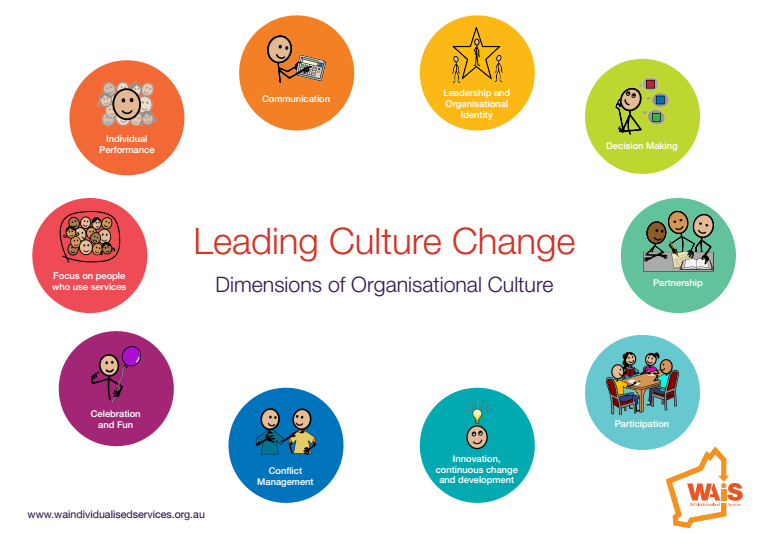 Communication
Leadership and
Organisational
Identity
Individual
Performance
Decision Making
Leading Culture Change
Dimensions of Organisational Culture
Focus on people
who use services
Partnership
Celebration
and Fun
Participation
Conflict
Management
Innovation,
continuous change
and development
WAiS
www.waindividualisedservices.org.au